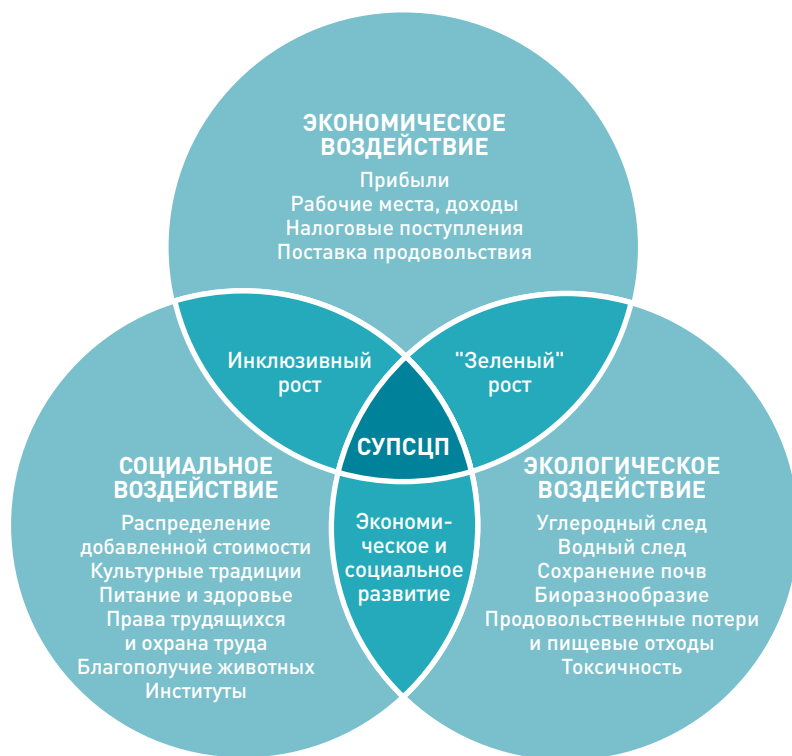 ЭКОНОМИЧЕСКОЕ
ВОЗДЕЙСТВИЕ
Прибыли
Рабочие места, доходы
Налоговые поступления
Поставка продовольствия
Инклюзивный
рост
"Зеленый"
рост
СУПСЦП
СОЦИАЛЬНОЕ
ВОЗДЕЙСТВИЕ
Распределение
добавленной стоимости
Культурные традиции
Питание и здоровье
Права трудящихся
и охрана труда
Благополучие животных
Институты
Экономи-
ческое и
социальное
развитие
ЭКОЛОГИЧЕСКОЕ
ВОЗДЕЙСТВИЕ
Углеродный след
Водный след
Сохранение почв
Биоразнообразие
Продовольственные потери
и пищевые отходы
Токсичность